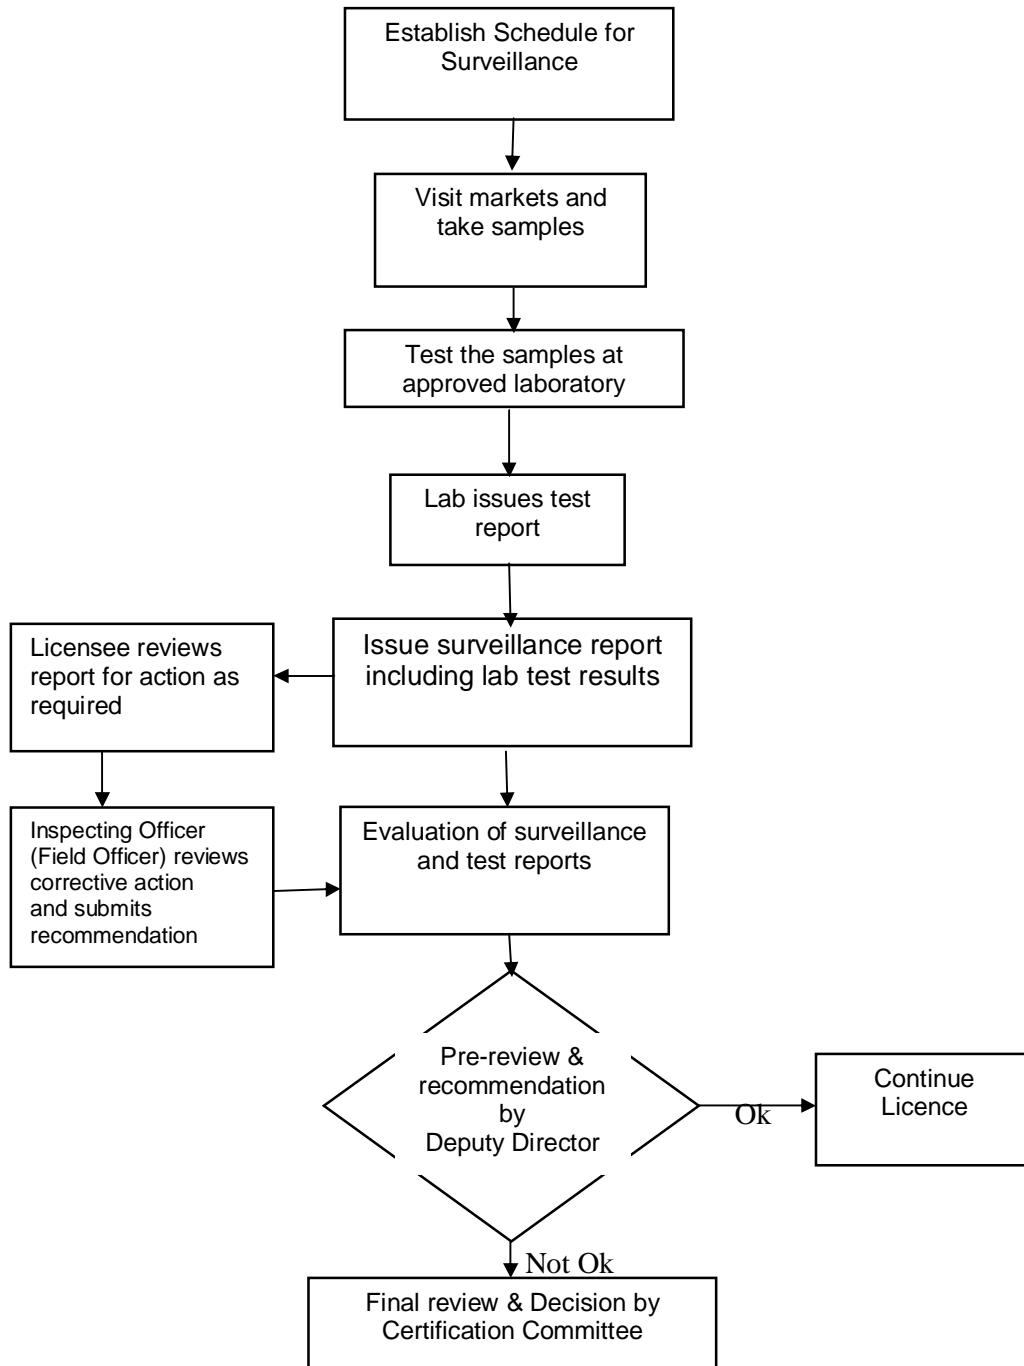 Establish Schedule for
Surveillance
Visit markets and
take samples
Test the samples at
approved laboratory
Lab issues test
report
Issue surveillance report
including lab test results
Licensee reviews
report for action as
required
Inspecting Officer
(Field Officer) reviews
corrective action
and submits
recommendation
Evaluation of surveillance
and test reports
Pre-review &
recommendation
by
Deputy Director
Ok
Continue
Licence
Not Ok
Final review & Decision by
Certification Committee